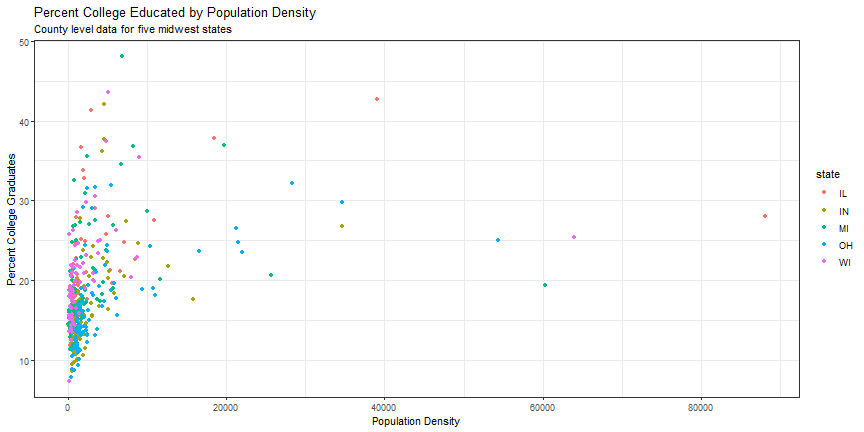 Percent College Educated by Population Density
County level data for five midwest states
50
40
30
20
10
Percent College Graduates
0
20000
40000
60000
80000
Population Density
state
IL
IN
MI
OH
WI